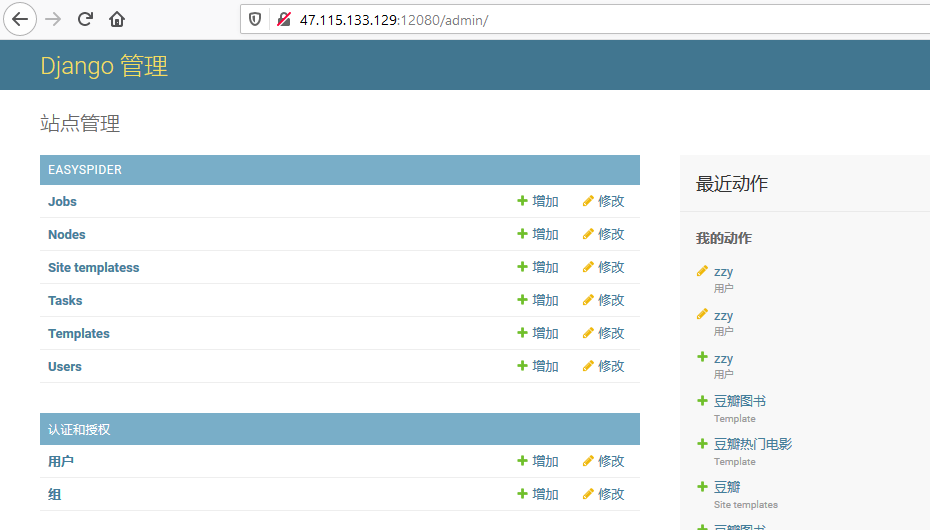 47.115.133.129:12080/admin/
Django 管理
站点管理
EASYSPIDER
Jobs 增加 修改
Nodes 增加 修改
Site templatess 增加 修改
Tasks 增加 修改
Templates 增加 修改
Users 增加 修改
认证和授权
用户 增加 修改
组 增加 修改
最近动作
我的动作
zzy
用户
zzy
用户
zzy
用户
豆瓣图书
Template
豆瓣热门电影
Template
豆瓣
Site templates
豆瓣图书